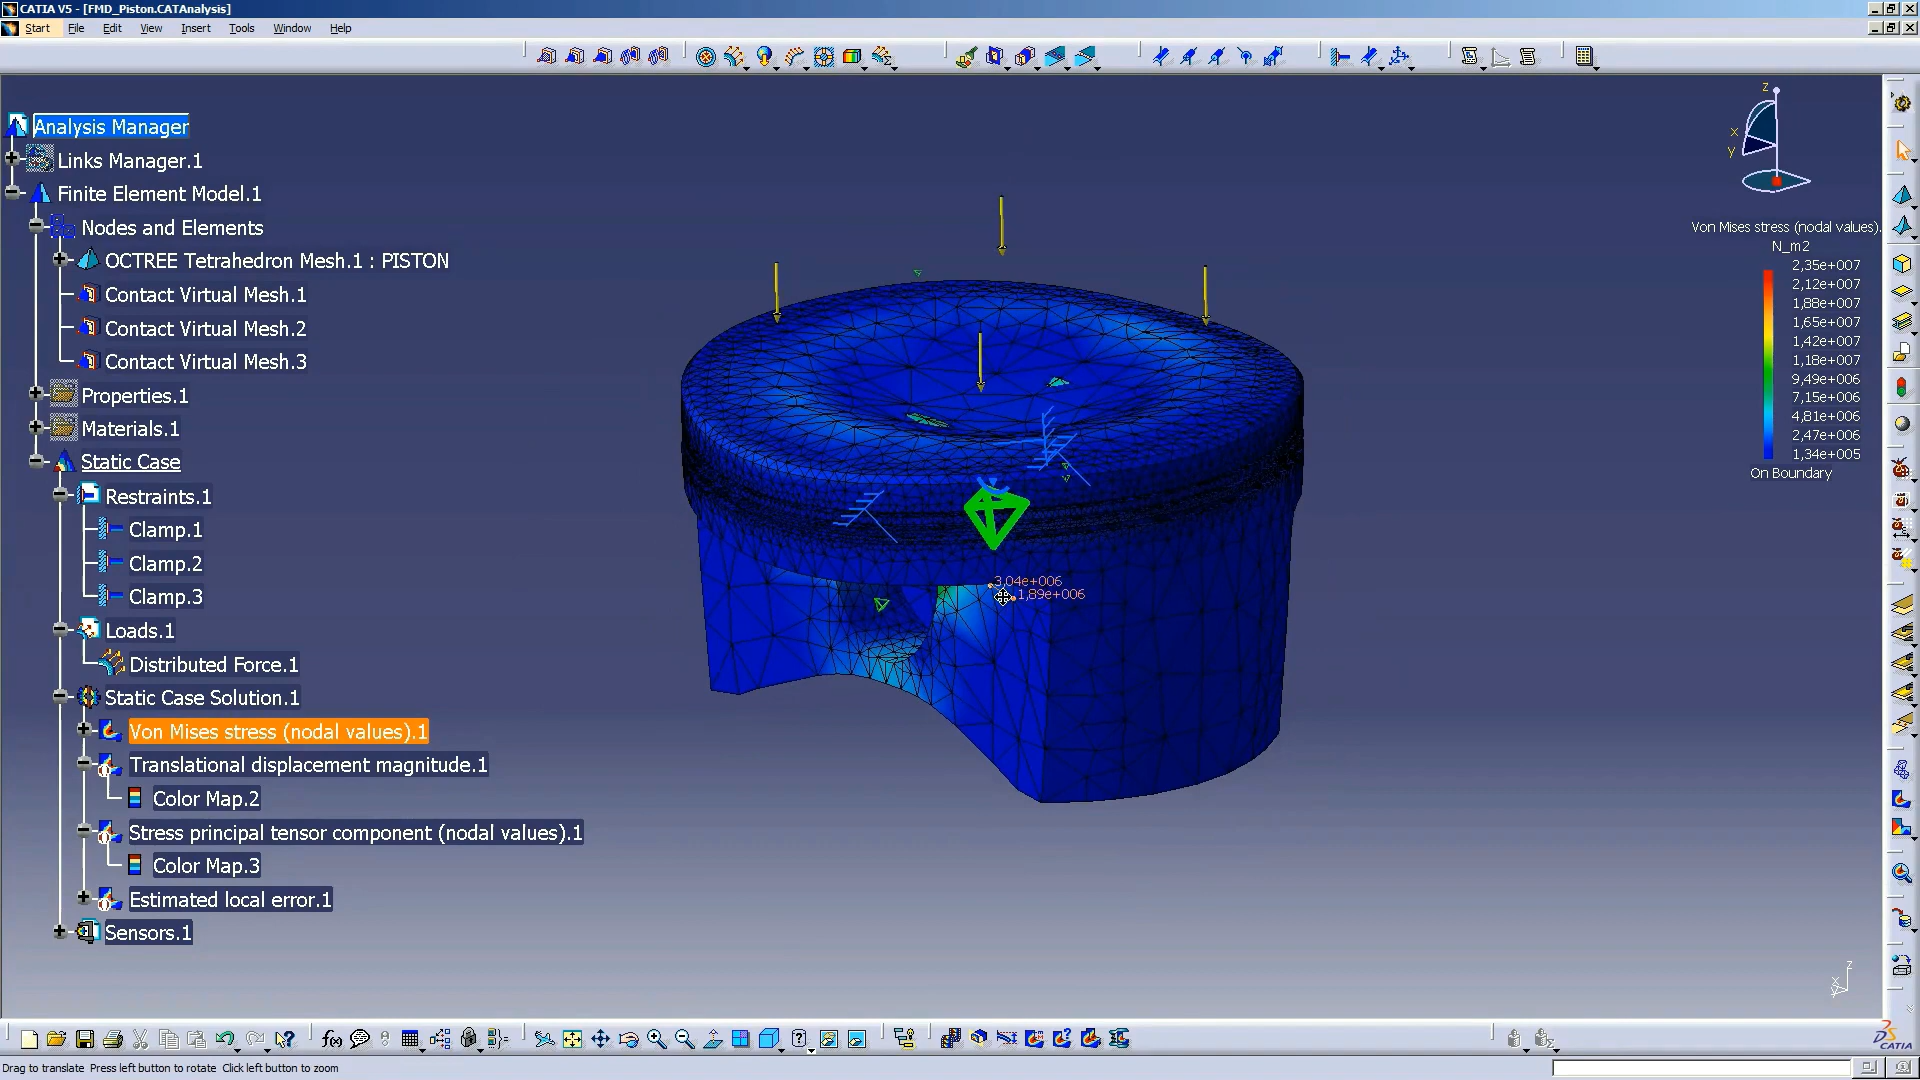 CATIA V5 - [FMD_Piston.CATAnalysis]
Start File Edit View Insert Tools Window Help
Analysis Manager
Links Manager.1
Finite Element Model.1
Nodes and Elements
OCTREE Tetrahedron Mesh.1 : PISTON
Contact Virtual Mesh.1
Contact Virtual Mesh.2
Contact Virtual Mesh.3
Properties.1
Materials.1
Static Case
Restraints.1
Clamp.1
Clamp.2
Clamp.3
Loads.1
Distributed Force.1
Static Case Solution.1
Von Mises stress (nodal values).1
Translational displacement magnitude.1
Color Map.2
Stress principal tensor component (nodal values).1
Color Map.3
Estimated local error.1
Sensors.1
3,04e+006
1,89e+006
z
x
y
Von Mises stress (nodal values).
N_m2
2,35e+007
2,12e+007
1,88e+007
1,65e+007
1,42e+007
1,18e+007
9,49e+006
7,15e+006
4,81e+006
2,47e+006
1,34e+005
On Boundary
z
f(x)
CATIA
Drag to translate Press left button to rotate Click left button to zoom